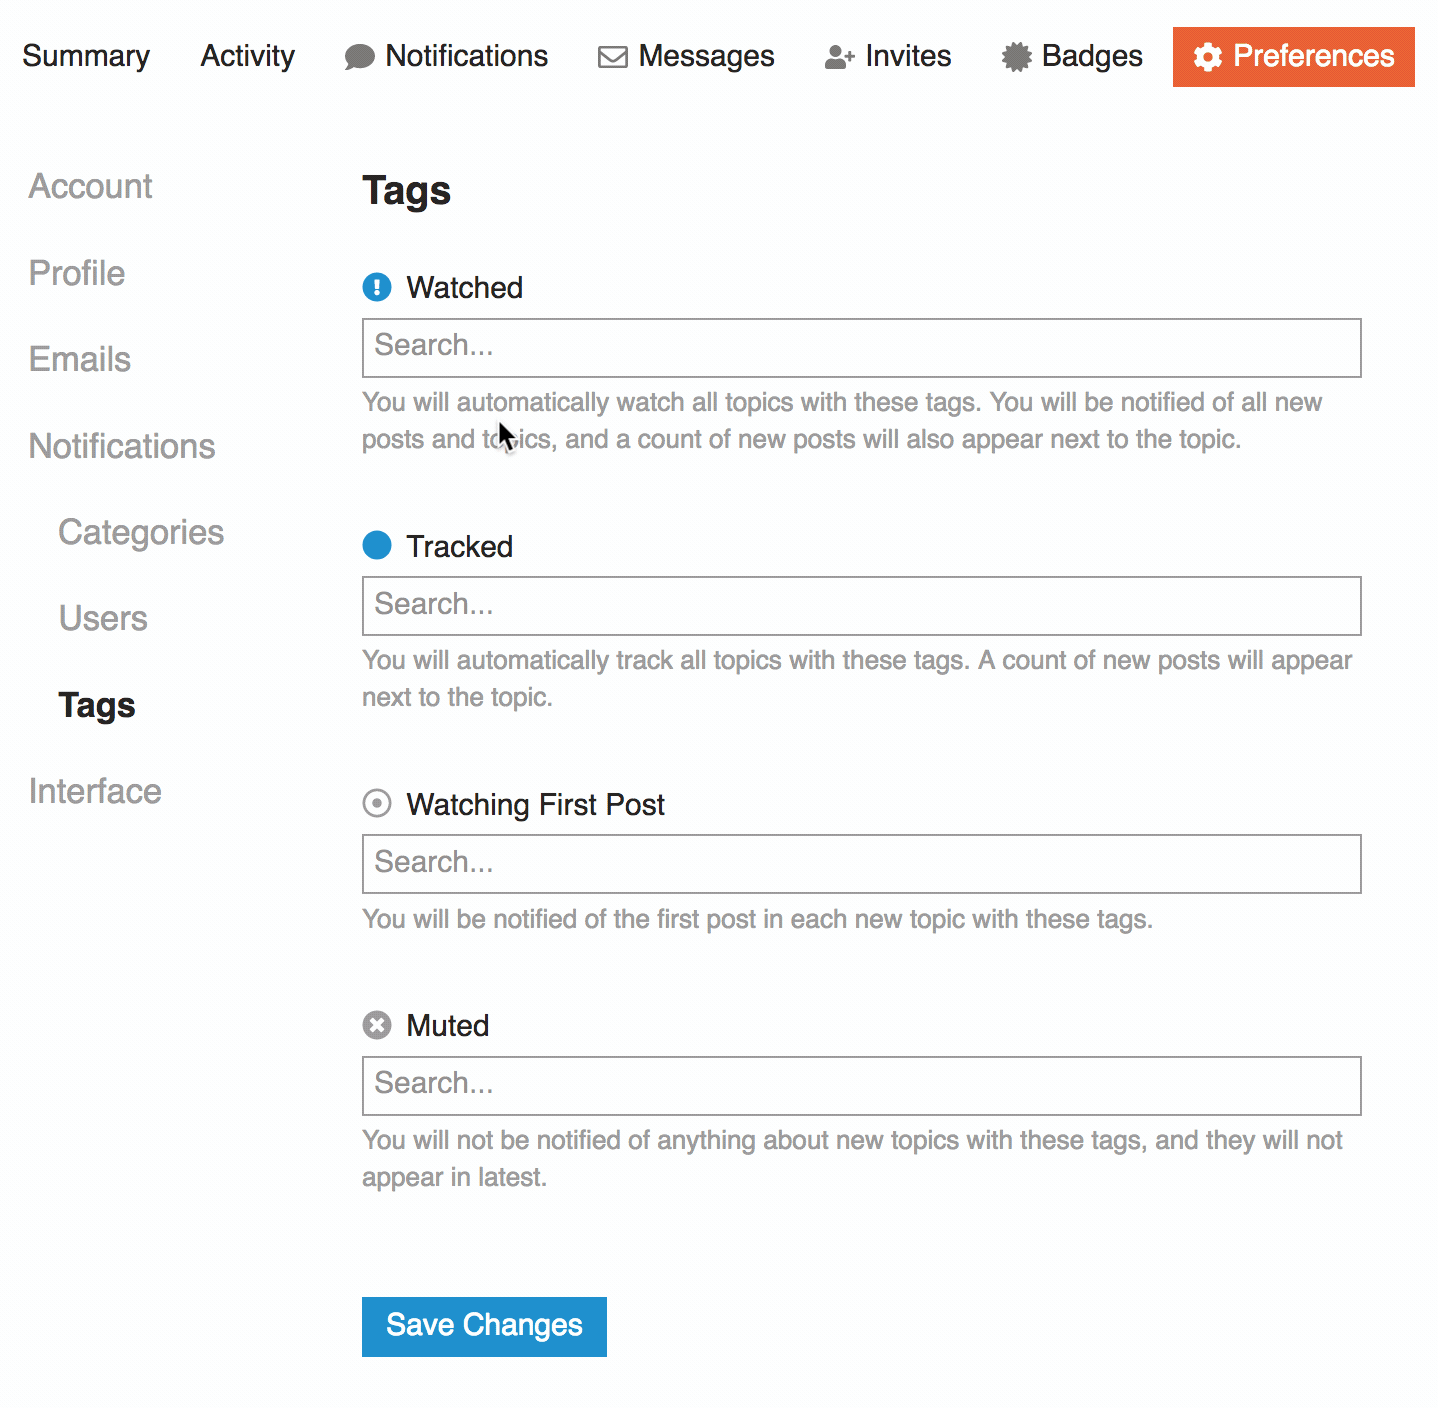 Summary Activity Notifications Messages Invites Badges Preferences
Account
Profile
Emails
Notifications
Categories
Users
Tags
Interface
Tags
Watched
Search...
You will automatically watch all topics with these tags. You will be notified of all new
posts and topics, and a count of new posts will also appear next to the topic.
Tracked
Search...
You will automatically track all topics with these tags. A count of new posts will appear
next to the topic.
Watching First Post
Search...
You will be notified of the first post in each new topic with these tags.
Muted
Search...
You will not be notified of anything about new topics with these tags, and they will not
appear in latest.
Save Changes